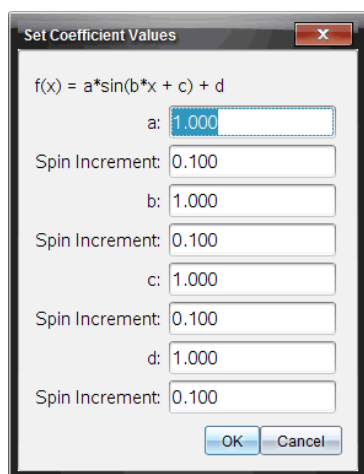 Set Coefficient Values
f(x) = a*sin(b*x + c) + d
a: 1.000
Spin Increment: 0.100
b: 1.000
Spin Increment: 0.100
c: 1.000
Spin Increment: 0.100
d: 1.000
Spin Increment: 0.100
OK Cancel